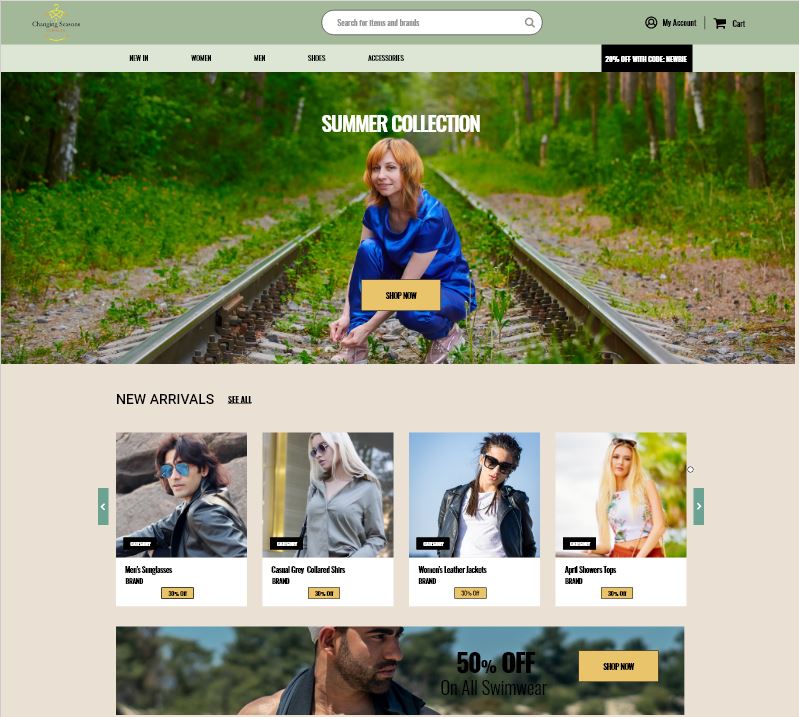 Changing Seasons
Search for items and brands
My Account
Cart
NEW IN
WOMEN
MEN
SHOES
ACCESSORIES
20% OFF WITH CODE: NEWBIE
SUMMER COLLECTION
SHOP NOW
NEW ARRIVALS SEE ALL
CATEGORY
CATEGORY
CATEGORY
CATEGORY
Men's Sunglasses
BRAND
30% Off
Casual Grey Collared Shirs
BRAND
30% Off
Women's Leather Jackets
BRAND
30% Off
April Showers Tops
BRAND
30% Off
50% OFF
On All Swimwear
SHOP NOW